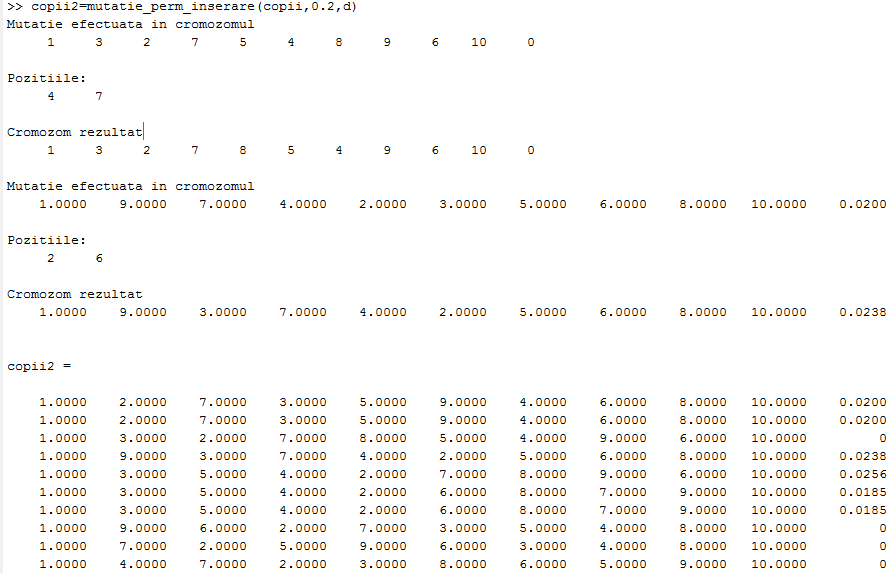 >> copii2=mutatie_perm_inserare(copii,0.2,d)
Mutatie efectuata in cromozomul
1 3 2 7 5 4 8 9 6 10 0
Pozitiile:
4 7
Cromozom rezultat
1 3 2 7 8 5 4 9 6 10 0
Mutatie efectuata in cromozomul
1.0000 9.0000 7.0000 4.0000 2.0000 3.0000 5.0000 6.0000 8.0000 10.0000 0.0200
Pozitiile:
2 6
Cromozom rezultat
1.0000 9.0000 3.0000 7.0000 4.0000 2.0000 5.0000 6.0000 8.0000 10.0000 0.0238
copii2 =
1.0000 2.0000 7.0000 3.0000 5.0000 9.0000 4.0000 6.0000 8.0000 10.0000 0.0200
1.0000 2.0000 7.0000 3.0000 5.0000 9.0000 4.0000 6.0000 8.0000 10.0000 0.0200
1.0000 3.0000 2.0000 7.0000 8.0000 5.0000 4.0000 9.0000 6.0000 10.0000 0
1.0000 9.0000 3.0000 7.0000 4.0000 2.0000 5.0000 6.0000 8.0000 10.0000 0.0238
1.0000 3.0000 5.0000 4.0000 2.0000 7.0000 8.0000 9.0000 6.0000 10.0000 0.0256
1.0000 3.0000 5.0000 4.0000 2.0000 6.0000 8.0000 7.0000 9.0000 10.0000 0.0185
1.0000 3.0000 5.0000 4.0000 2.0000 6.0000 8.0000 7.0000 9.0000 10.0000 0.0185
1.0000 9.0000 6.0000 2.0000 7.0000 3.0000 5.0000 4.0000 8.0000 10.0000 0
1.0000 7.0000 2.0000 5.0000 9.0000 6.0000 3.0000 4.0000 8.0000 10.0000 0
1.0000 4.0000 7.0000 2.0000 3.0000 8.0000 6.0000 5.0000 9.0000 10.0000 0